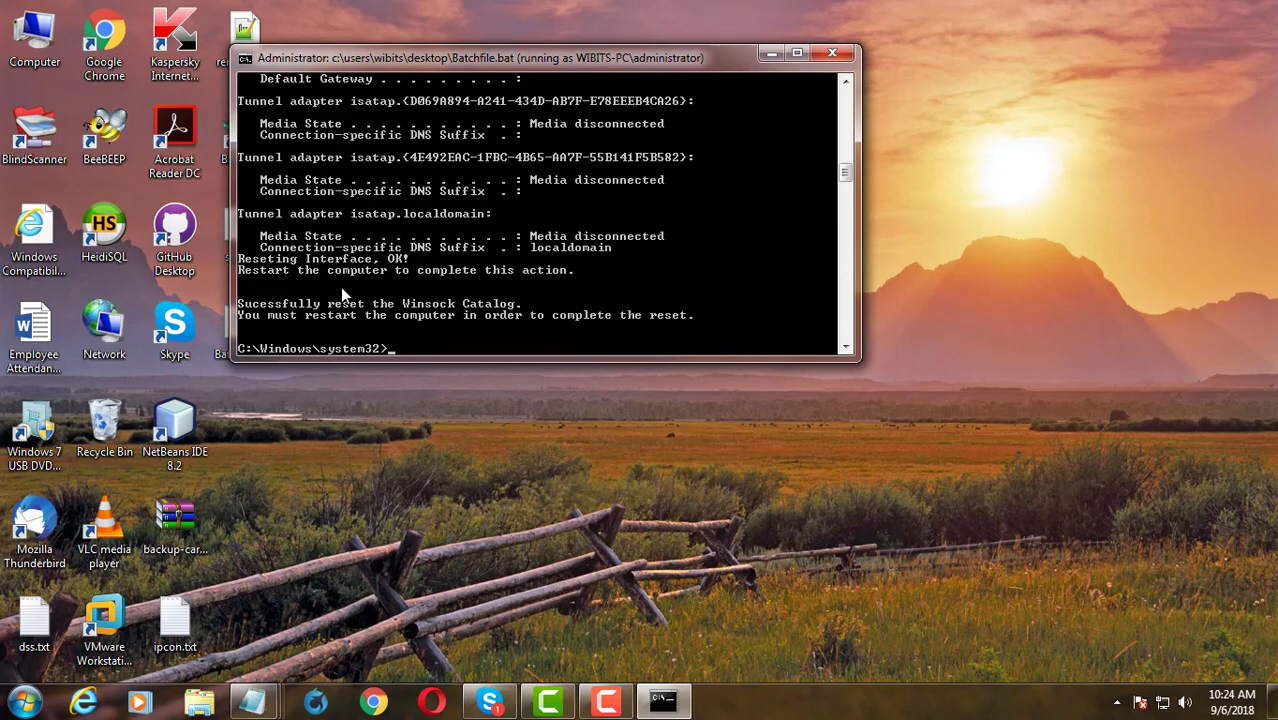 Computer
Google
Chrome
Kaspersky
Internet...
Administrator: c:\users\wibits\desktop\Batchfile.bat (running as WIBITS-PC\administrator)
Default Gateway . . . . . . . . . :
Tunnel adapter isatap.{D069A894-A241-434D-AB7F-E78EEEB4CA26}:
Media State . . . . . . . . . . . : Media disconnected
Connection-specific DNS Suffix  . :
Tunnel adapter isatap.{4E492EAC-1FBC-4B65-AA7F-55B141F5B582}:
Media State . . . . . . . . . . . : Media disconnected
Connection-specific DNS Suffix  . :
Tunnel adapter isatap.localdomain:
Media State . . . . . . . . . . . : Media disconnected
Connection-specific DNS Suffix  . : localdomain
Reseting Interface, OK!
Restart the computer to complete this action.
Sucessfully reset the Winsock Catalog.
You must restart the computer in order to complete the reset.
C:\Windows\system32>_
BlindScanner
BeeBEEP
Acrobat
Reader DC
Windows
Compatibil...
HS
HeidiSQL
GitHub
Desktop
Employee
Attendan...
Network
Skype
Windows 7
USB DVD...
Recycle Bin
NetBeans IDE
8.2
Mozilla
Thunderbird
VLC media
player
backup-car...
dss.txt
VMware
Workstati...
ipcon.txt
1
10:24 AM
9/6/2018